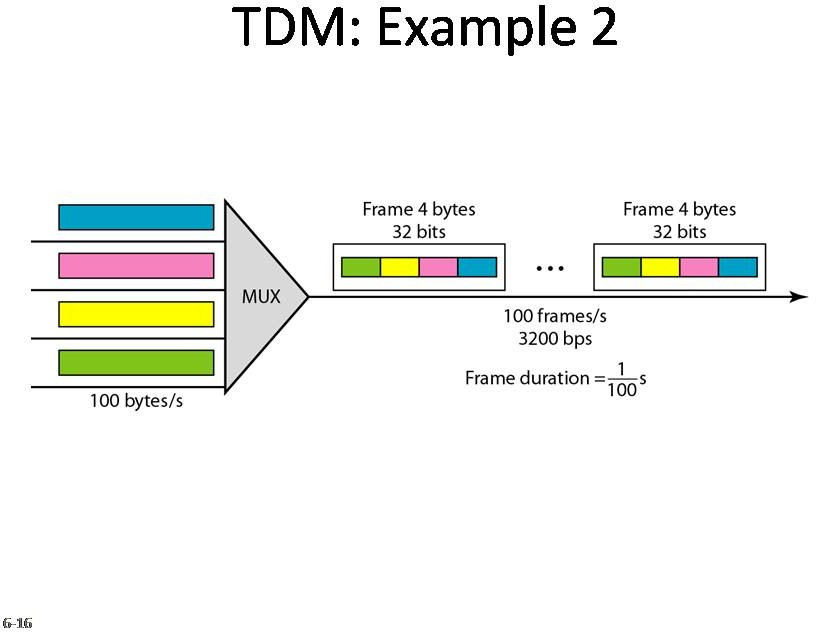 TDM: Example 2
Frame 4 bytes
32 bits
Frame 4 bytes
32 bits
MUX
...
100 frames/s
3200 bps
Frame duration = 1/100 s
100 bytes/s
6-16